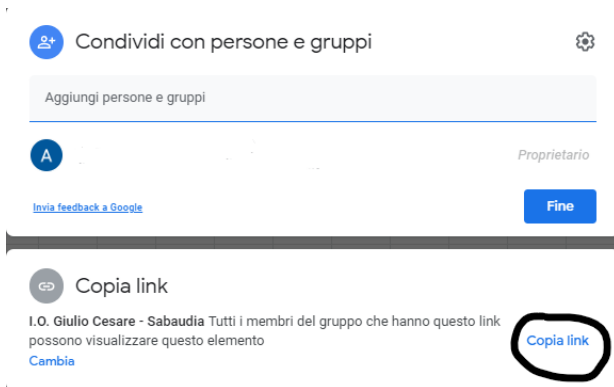 Condividi con persone e gruppi
Aggiungi persone e gruppi
A
Proprietario
Invia feedback a Google
Fine
Copia link
I.O. Giulio Cesare - Sabaudia Tutti i membri del gruppo che hanno questo link
possono visualizzare questo elemento
Copia link
Cambia